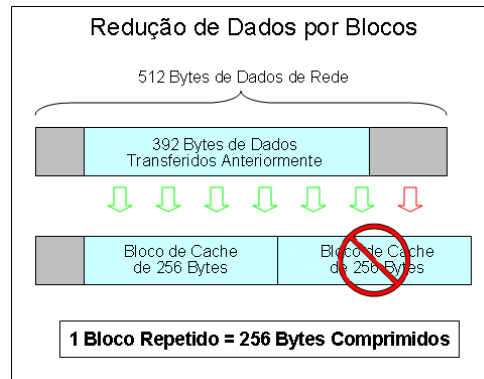 Redução de Dados por Blocos
512 Bytes de Dados de Rede
392 Bytes de Dados
Transferidos Anteriormente
Bloco de Cache
de 256 Bytes
Bloco de Cache
de 256 Bytes
1 Bloco Repetido = 256 Bytes Comprimidos